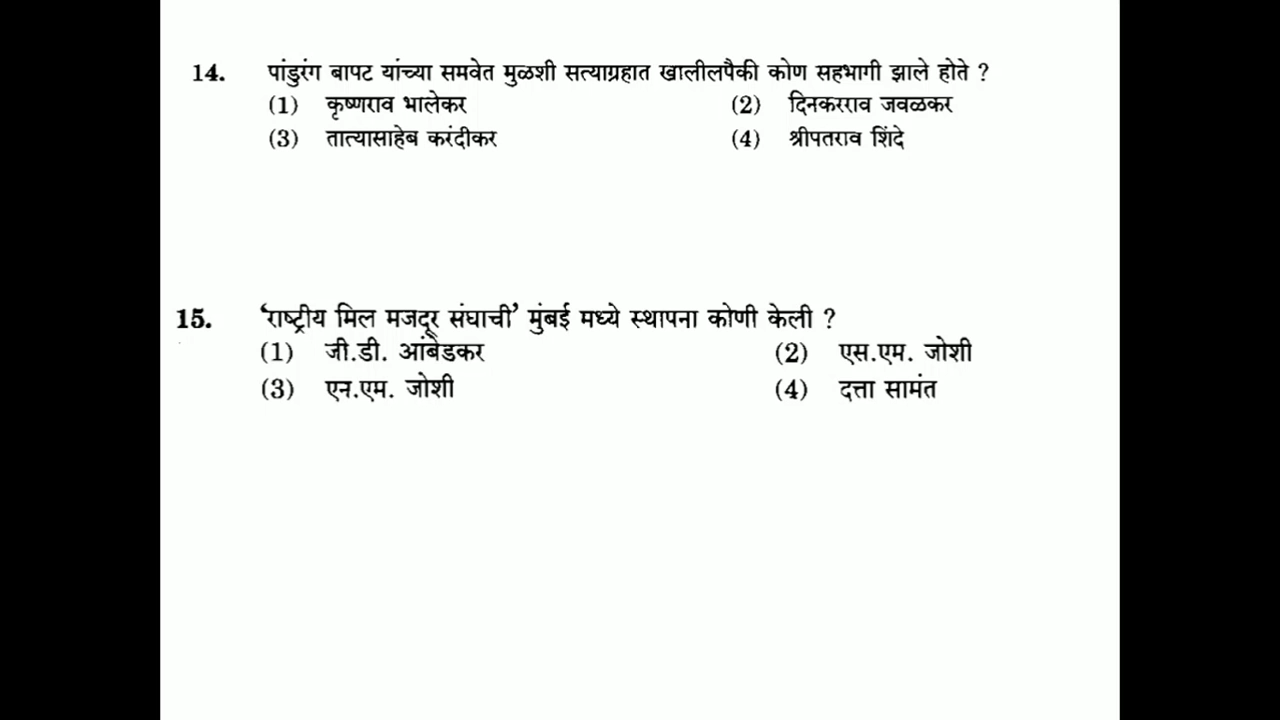 14. पांडुरंग बापट यांच्या समवेत मुळशी सत्याग्रहात खालीलपैकी कोण सहभागी झाले होते ?
(1) कृष्णराव भालेकर (2) दिनकरराव जवळकर
(3) तात्यासाहेब करंदीकर (4) श्रीपतराव शिंदे
15. ‘राष्ट्रीय मिल मजदूर संघाची’ मुंबई मध्ये स्थापना कोणी केली ?
(1) जी.डी. आंबेडकर (2) एस.एम. जोशी
(3) एन.एम. जोशी (4) दत्ता सामंत